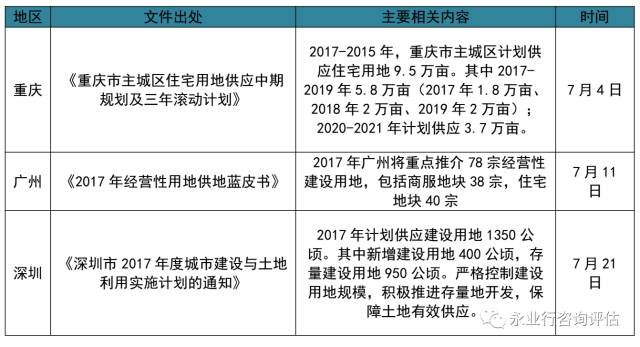 地区 文件出处 主要相关内容 时间
重庆
《重庆市主城区住宅用地供应中期
规划及三年滚动计划》
2017-2015 年，重庆市主城区计划供
应住宅用地 9.5 万亩。其中 2017-
2019 年 5.8 万亩（2017 年 1.8 万亩、
2018 年 2 万亩、2019 年 2 万亩）；
2020-2021 年计划供应 3.7 万亩。
7 月 4 日
广州
《2017 年经营性用地供地蓝皮书》
2017 年广州将重点推介 78 宗经营性
建设用地，包括商服地块 38 宗，住宅
地块 40 宗
7 月 11
日
深圳
《深圳市 2017 年度城市建设与土地
利用实施计划的通知》
2017 年计划供应建设用地 1350 公
顷。其中新增建设用地 400 公顷，存
量建设用地 950 公顷。严格控制建设
用地规模，积极推进存量地开发，保
障土地有效供应。
7 月 21
日
永业行咨询评估